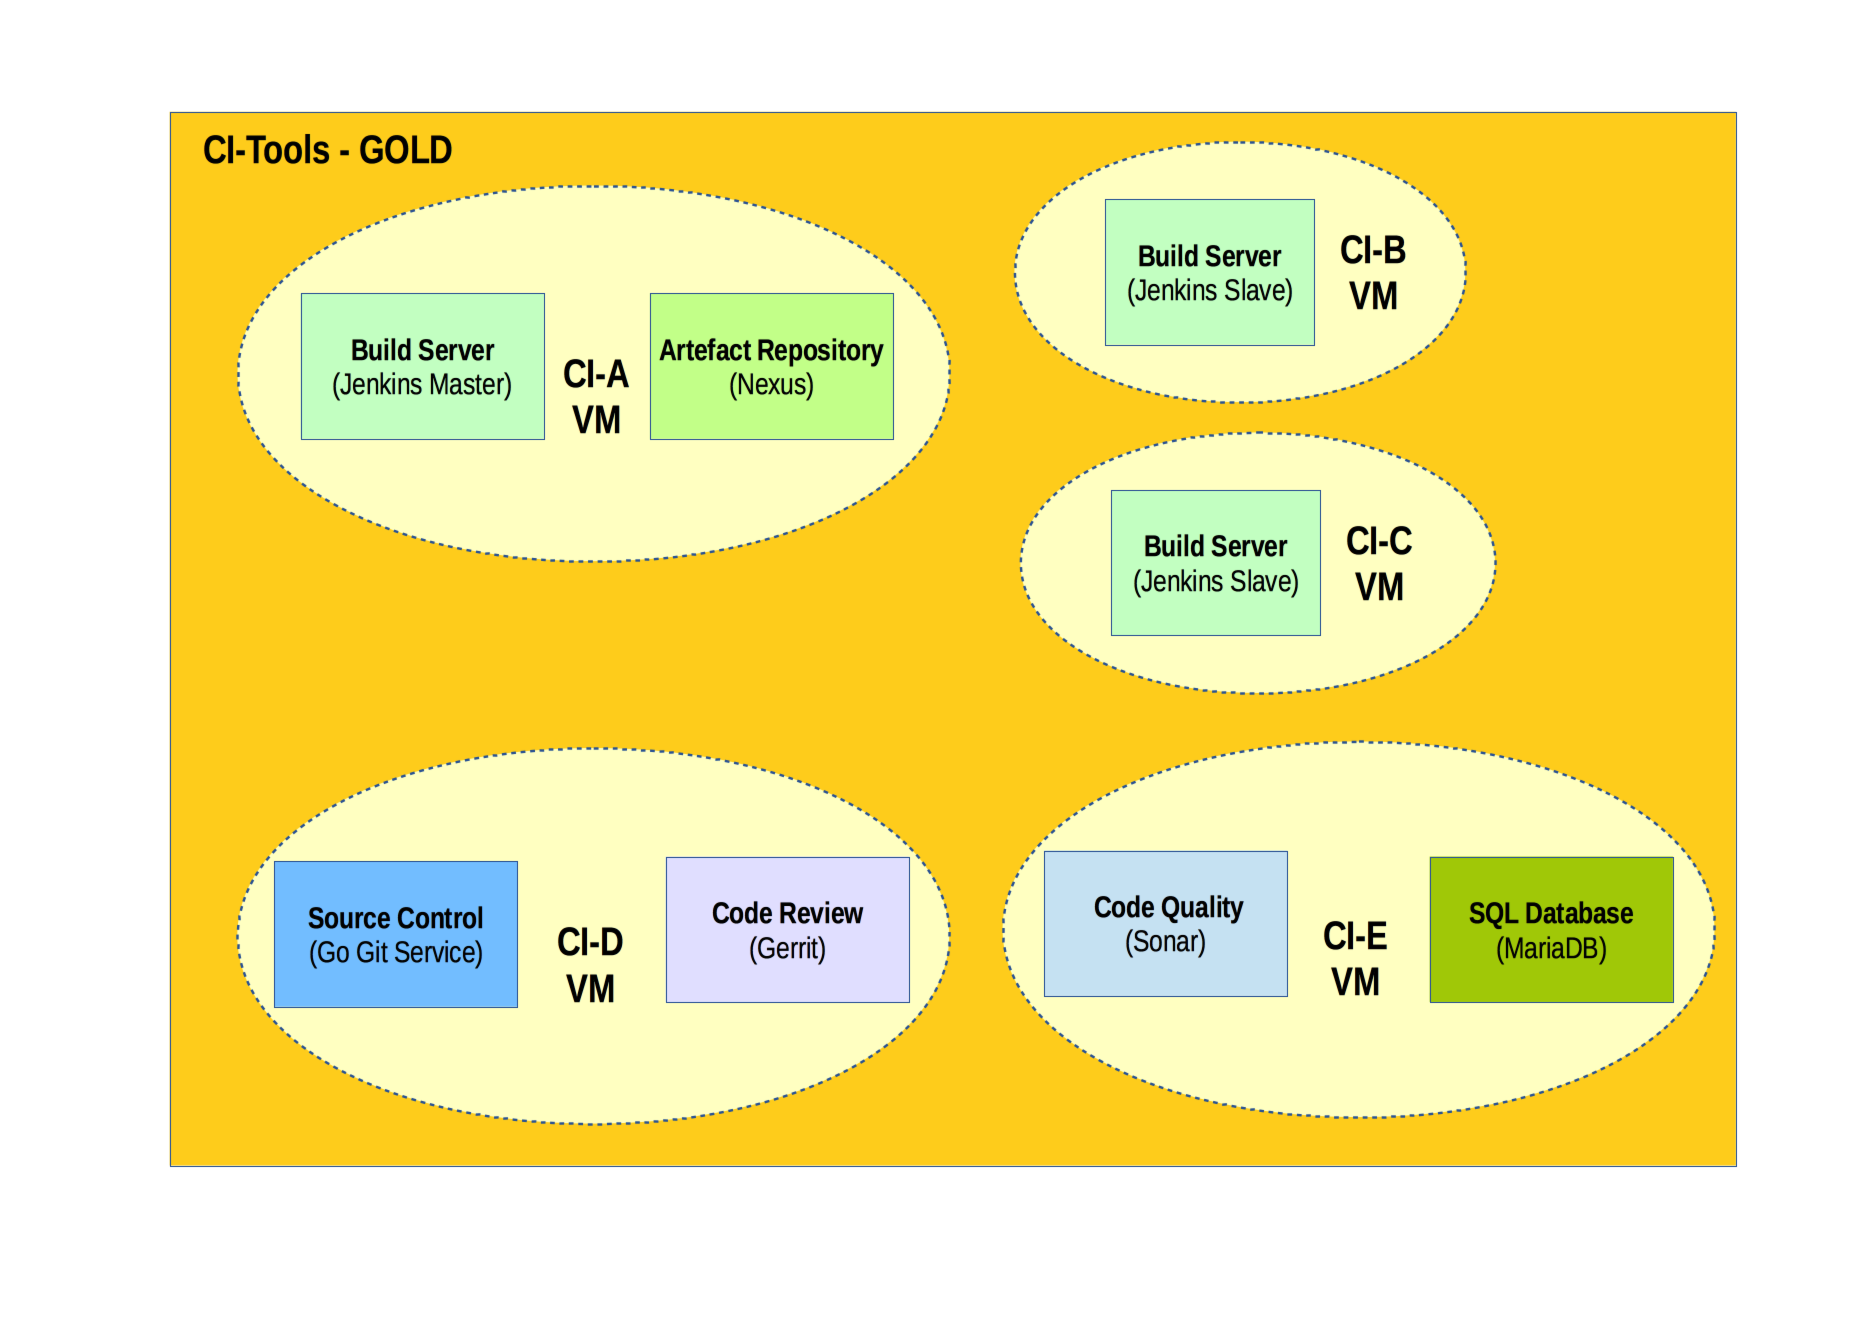 CI-Tools - GOLD
Build Server
(Jenkins Master)
CI-A
VM
Artefact Repository
(Nexus)
Build Server
(Jenkins Slave)
CI-B
VM
Build Server
(Jenkins Slave)
CI-C
VM
Source Control
(Go Git Service)
CI-D
VM
Code Review
(Gerrit)
Code Quality
(Sonar)
CI-E
VM
SQL Database
(MariaDB)